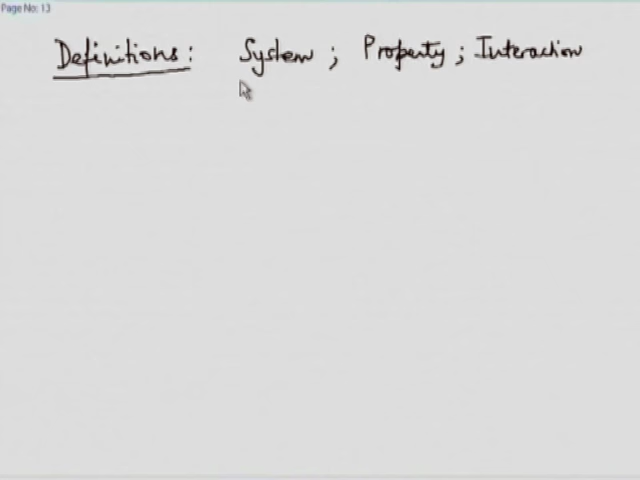 Page No: 13
Definitions: System ; Property ; Interaction